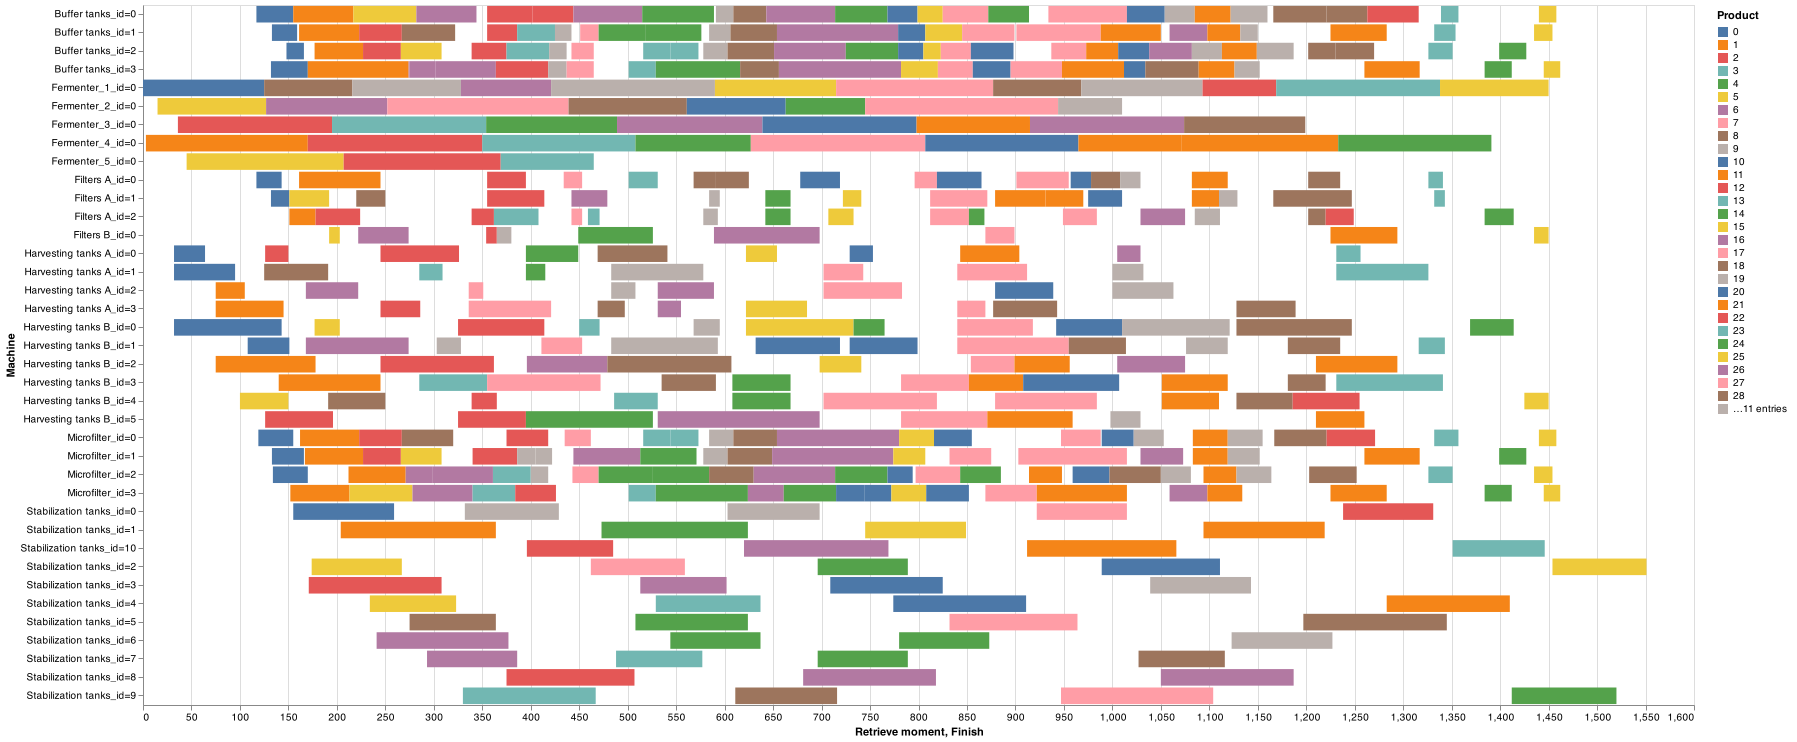 Buffer tanks_id=0
Buffer tanks_id=1
Buffer tanks_id=2
Buffer tanks_id=3
Fermenter_1_id=0
Fermenter_2_id=0
Fermenter_3_id=0
Fermenter_4_id=0
Fermenter_5_id=0
Filters A_id=0
Filters A_id=1
Filters A_id=2
Filters B_id=0
Harvesting tanks A_id=0
Harvesting tanks A_id=1
Harvesting tanks A_id=2
Harvesting tanks A_id=3
Harvesting tanks B_id=0
Harvesting tanks B_id=1
Harvesting tanks B_id=2
Harvesting tanks B_id=3
Harvesting tanks B_id=4
Harvesting tanks B_id=5
Microfilter_id=0
Microfilter_id=1
Microfilter_id=2
Microfilter_id=3
Stabilization tanks_id=0
Stabilization tanks_id=1
Stabilization tanks_id=10
Stabilization tanks_id=2
Stabilization tanks_id=3
Stabilization tanks_id=4
Stabilization tanks_id=5
Stabilization tanks_id=6
Stabilization tanks_id=7
Stabilization tanks_id=8
Stabilization tanks_id=9
Machine
0 50 100 150 200 250 300 350 400 450 500 550 600 650 700 750 800 850 900 950 1,000 1,050 1,100 1,150 1,200 1,250 1,300 1,350 1,400 1,450 1,500 1,550 1,600
Retrieve moment, Finish
Product
0
1
2
3
4
5
6
7
8
9
10
11
12
13
14
15
16
17
18
19
20
21
22
23
24
25
26
27
28
…11 entries